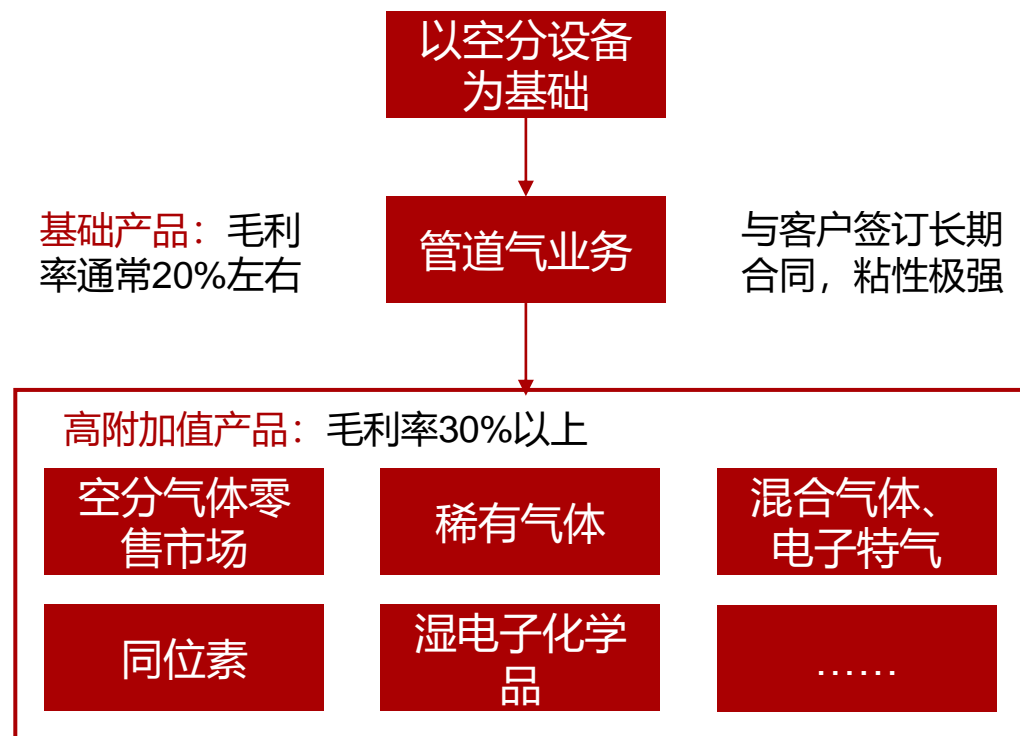 以空分设备
为基础
基础产品：毛利
率通常20%左右
管道气业务
与客户签订长期
合同，粘性极强
高附加值产品：毛利率30%以上
空分气体零
售市场
稀有气体
混合气体、
电子特气
同位素
湿电子化学
品
……